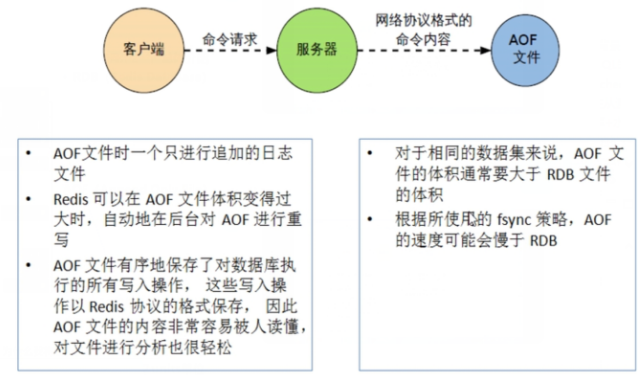 客户端
命令请求
服务器
网络协议格式的
命令内容
AOF
文件
• AOF文件时一个只进行追加的日志
文件
• Redis 可以在 AOF 文件体积变得过
大时，自动地在后台对 AOF 进行重
写
• AOF 文件有序地保存了对数据库执
行的所有写入操作， 这些写入操
作以 Redis 协议的格式保存， 因此
AOF 文件的内容非常容易被人读懂，
对文件进行分析也很轻松
• 对于相同的数据集来说，AOF 文
件的体积通常要大于 RDB 文件
的体积
• 根据所使用的 fsync 策略，AOF
的速度可能会慢于 RDB